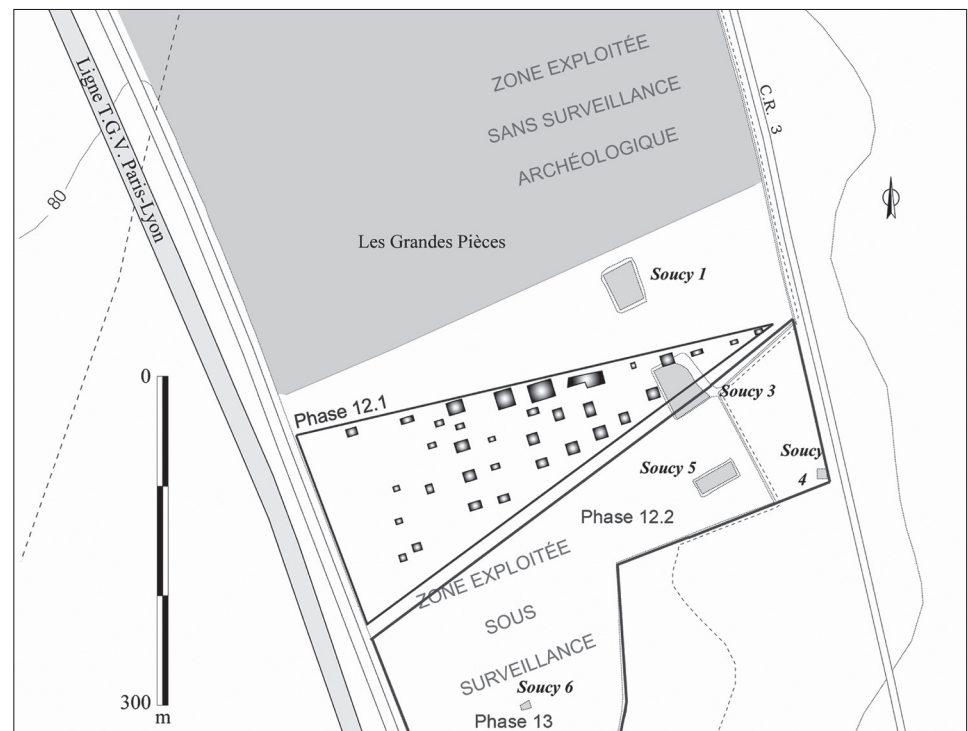 ZONE EXPLOITÉE
SANS SURVEILLANCE
ARCHÉOLOGIQUE
Ligne T.G.V. Paris-Lyon
C.R. 3
80
Les Grandes Pièces
Soucy 1
0
Phase 12.1
Soucy 3
Soucy
4
Soucy 5
Phase 12.2
ZONE EXPLOITÉE
SOUS
SURVEILLANCE
Soucy 6
300
m
Phase 13